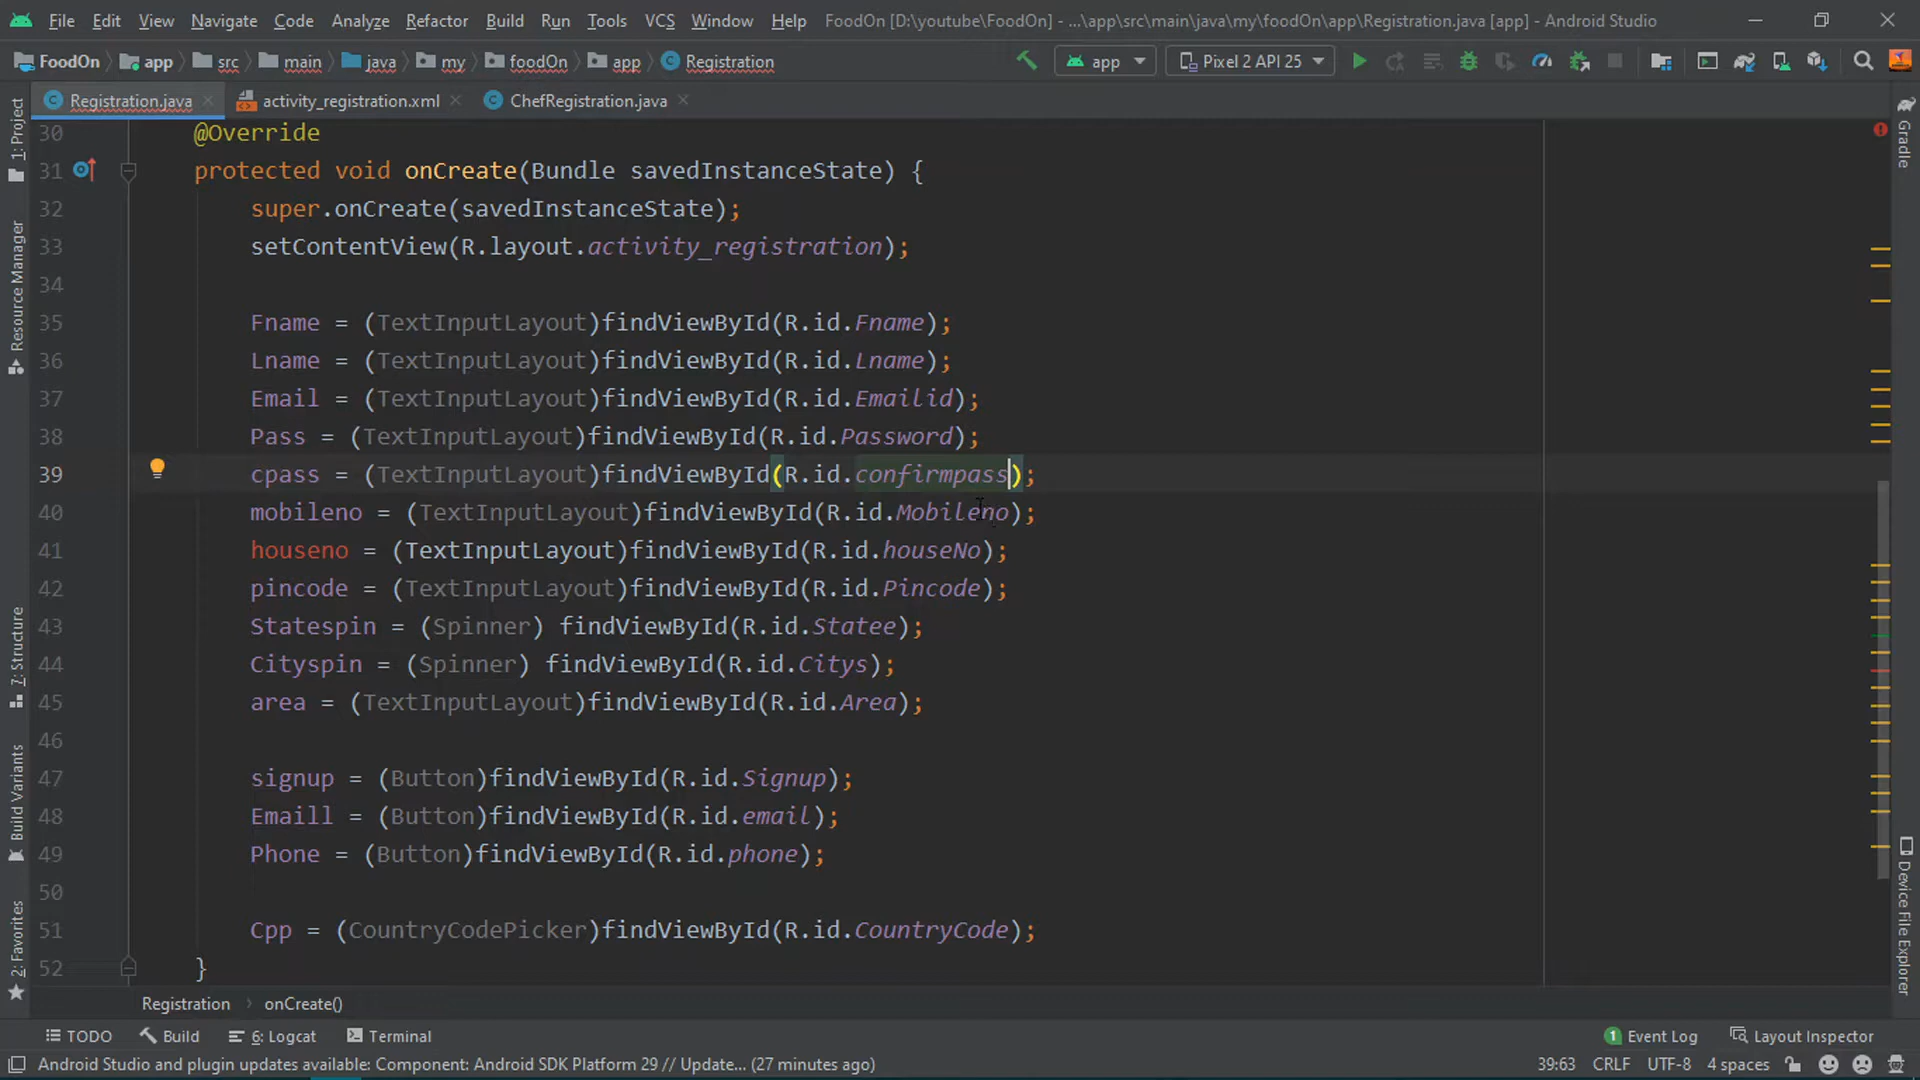 File Edit View Navigate Code Analyze Refactor Build Run Tools VCS Window Help FoodOn [D:\youtube\FoodOn] - ...\app\src\main\java\my\foodOn\app\Registration.java [app] - Android Studio
FoodOn app src main java my foodOn app Registration app Pixel 2 API 25
Registration.java activity_registration.xml ChefRegistration.java
1: Project
Resource Manager
7: Structure
Build Variants
2: Favorites
30 @Override
31 protected void onCreate(Bundle savedInstanceState) {
32 super.onCreate(savedInstanceState);
33 setContentView(R.layout.activity_registration);
34
35 Fname = (TextInputLayout)findViewById(R.id.Fname);
36 Lname = (TextInputLayout)findViewById(R.id.Lname);
37 Email = (TextInputLayout)findViewById(R.id.Emailid);
38 Pass = (TextInputLayout)findViewById(R.id.Password);
39 cpass = (TextInputLayout)findViewById(R.id.confirmpass);
40 mobileno = (TextInputLayout)findViewById(R.id.Mobileno);
41 houseno = (TextInputLayout)findViewById(R.id.houseNo);
42 pincode = (TextInputLayout)findViewById(R.id.Pincode);
43 Statespin = (Spinner) findViewById(R.id.Statee);
44 Cityspin = (Spinner) findViewById(R.id.Citys);
45 area = (TextInputLayout)findViewById(R.id.Area);
46
47 signup = (Button)findViewById(R.id.Signup);
48 Emaill = (Button)findViewById(R.id.email);
49 Phone = (Button)findViewById(R.id.phone);
50
51 Cpp = (CountryCodePicker)findViewById(R.id.CountryCode);
52 }
Gradle
Device File Explorer
Registration onCreate()
TODO Build 6: Logcat Terminal 1 Event Log Layout Inspector
Android Studio and plugin updates available: Component: Android SDK Platform 29 // Update... (27 minutes ago) 39:63 CRLF UTF-8 4 spaces